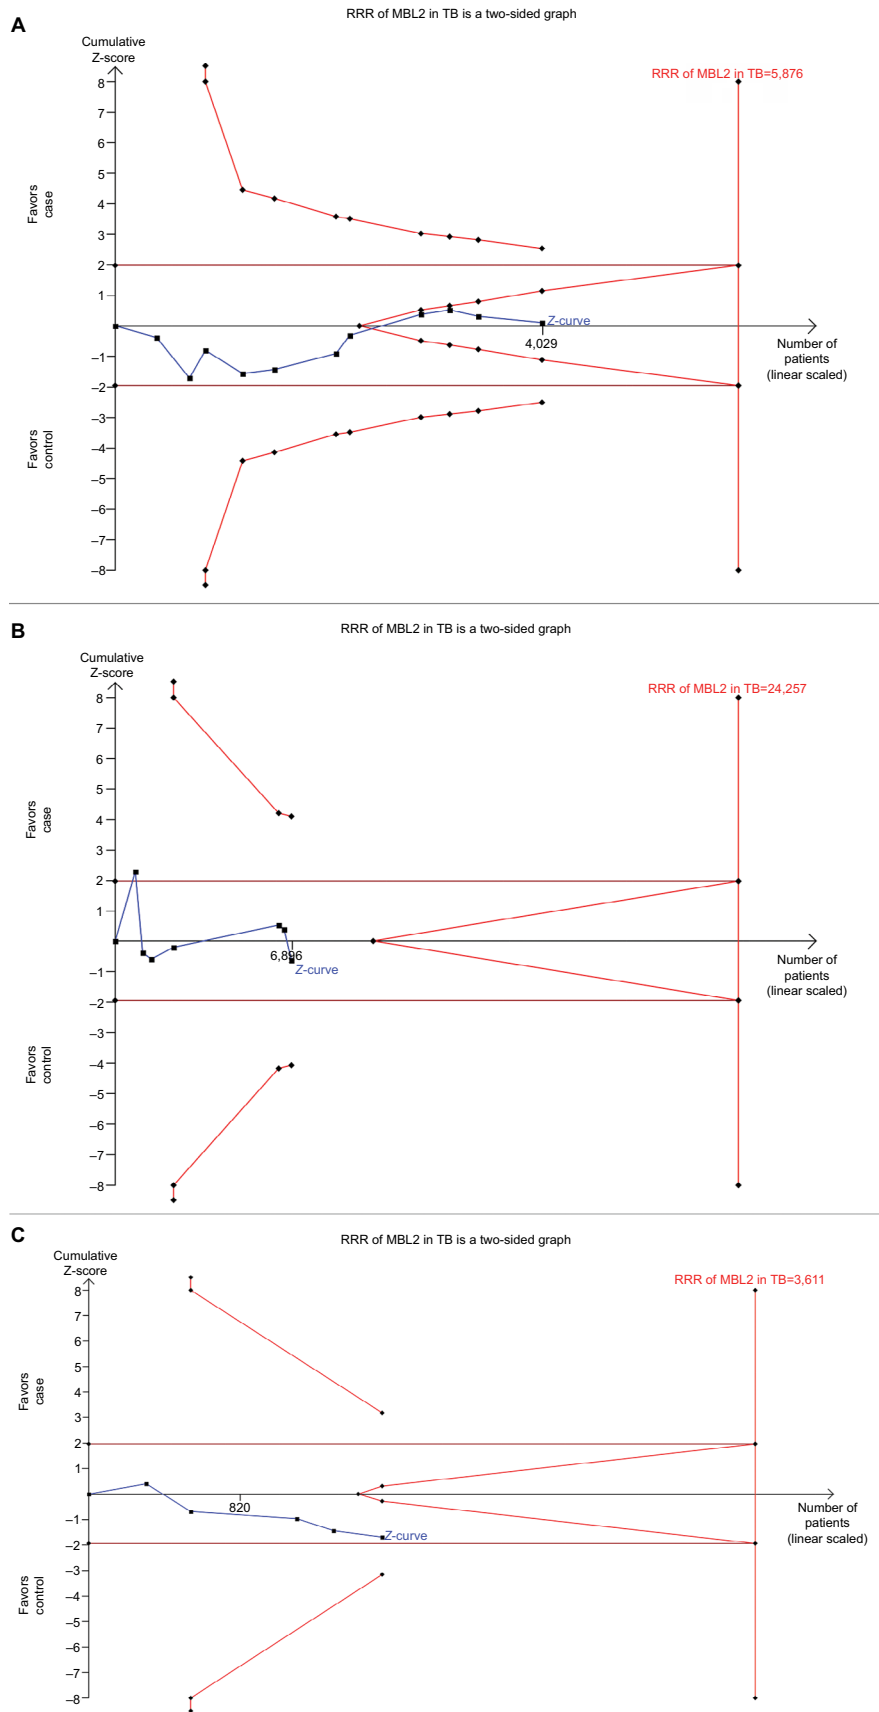 A
RRR of MBL2 in TB is a two-sided graph
Cumulative
Z-score
RRR of MBL2 in TB=5,876
8
7
6
5
4
3
2
1
–1
–2
–3
–4
–5
–6
–7
–8
Favors
case
Favors
control
Z-curve
4,029
Number of
patients
(linear scaled)
B
RRR of MBL2 in TB is a two-sided graph
Cumulative
Z-score
RRR of MBL2 in TB=24,257
8
7
6
5
4
3
2
1
–1
–2
–3
–4
–5
–6
–7
–8
Favors
case
Favors
control
6,896
Z-curve
Number of
patients
(linear scaled)
C
RRR of MBL2 in TB is a two-sided graph
Cumulative
Z-score
RRR of MBL2 in TB=3,611
8
7
6
5
4
3
2
1
–1
–2
–3
–4
–5
–6
–7
–8
Favors
case
Favors
control
820
Z-curve
Number of
patients
(linear scaled)